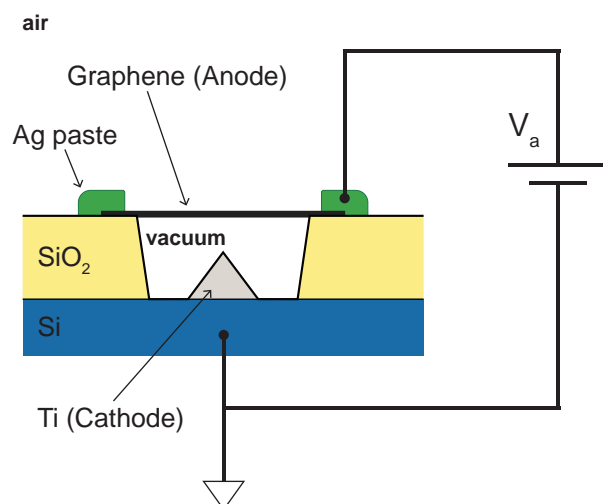 air
Graphene (Anode)
Ag paste
Vₐ
vacuum
SiO₂
Si
Ti (Cathode)